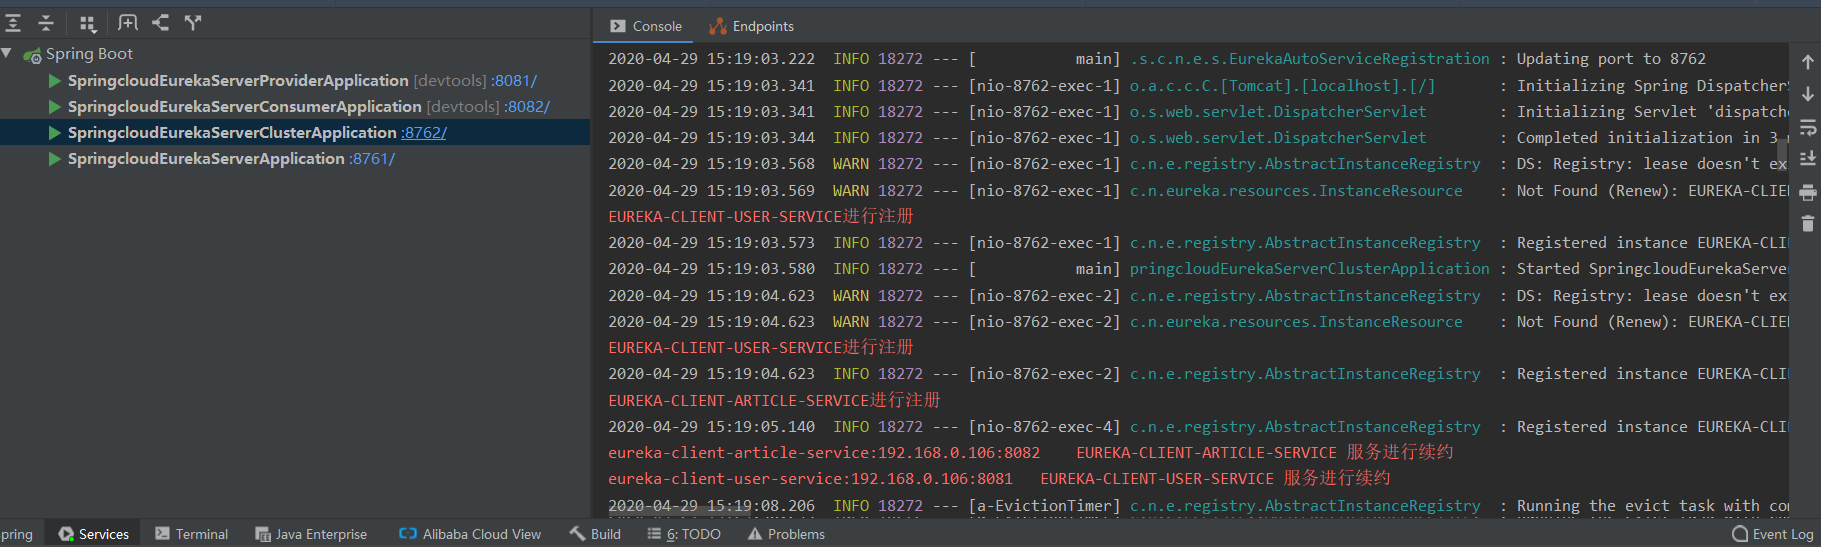 Spring Boot
SpringcloudEurekaServerProviderApplication [devtools] :8081/
SpringcloudEurekaServerConsumerApplication [devtools] :8082/
SpringcloudEurekaServerClusterApplication :8762/
SpringcloudEurekaServerApplication :8761/
Console Endpoints
2020-04-29 15:19:03.222 INFO 18272 --- [ main] .s.c.n.e.s.EurekaAutoServiceRegistration : Updating port to 8762
2020-04-29 15:19:03.341 INFO 18272 --- [nio-8762-exec-1] o.a.c.c.C.[Tomcat].[localhost].[/] : Initializing Spring Dispatcher
2020-04-29 15:19:03.341 INFO 18272 --- [nio-8762-exec-1] o.s.web.servlet.DispatcherServlet : Initializing Servlet 'dispatch
2020-04-29 15:19:03.344 INFO 18272 --- [nio-8762-exec-1] o.s.web.servlet.DispatcherServlet : Completed initialization in 3
2020-04-29 15:19:03.568 WARN 18272 --- [nio-8762-exec-1] c.n.e.registry.AbstractInstanceRegistry : DS: Registry: lease doesn't ex
2020-04-29 15:19:03.569 WARN 18272 --- [nio-8762-exec-1] c.n.eureka.resources.InstanceResource : Not Found (Renew): EUREKA-CLIE
EUREKA-CLIENT-USER-SERVICE进行注册
2020-04-29 15:19:03.573 INFO 18272 --- [nio-8762-exec-1] c.n.e.registry.AbstractInstanceRegistry : Registered instance EUREKA-CLI
2020-04-29 15:19:03.580 INFO 18272 --- [ main] pringcloudEurekaServerClusterApplication : Started SpringcloudEurekaServe
2020-04-29 15:19:04.623 WARN 18272 --- [nio-8762-exec-2] c.n.e.registry.AbstractInstanceRegistry : DS: Registry: lease doesn't ex
2020-04-29 15:19:04.623 WARN 18272 --- [nio-8762-exec-2] c.n.eureka.resources.InstanceResource : Not Found (Renew): EUREKA-CLIE
EUREKA-CLIENT-USER-SERVICE进行注册
2020-04-29 15:19:04.623 INFO 18272 --- [nio-8762-exec-2] c.n.e.registry.AbstractInstanceRegistry : Registered instance EUREKA-CLI
EUREKA-CLIENT-ARTICLE-SERVICE进行注册
2020-04-29 15:19:05.140 INFO 18272 --- [nio-8762-exec-4] c.n.e.registry.AbstractInstanceRegistry : Registered instance EUREKA-CLI
eureka-client-article-service:192.168.0.106:8082 EUREKA-CLIENT-ARTICLE-SERVICE 服务进行续约
eureka-client-user-service:192.168.0.106:8081 EUREKA-CLIENT-USER-SERVICE 服务进行续约
2020-04-29 15:19:08.206 INFO 18272 --- [a-EvictionTimer] c.n.e.registry.AbstractInstanceRegistry : Running the evict task with com
pring Services Terminal Java Enterprise Alibaba Cloud View Build 6: TODO Problems Event Log